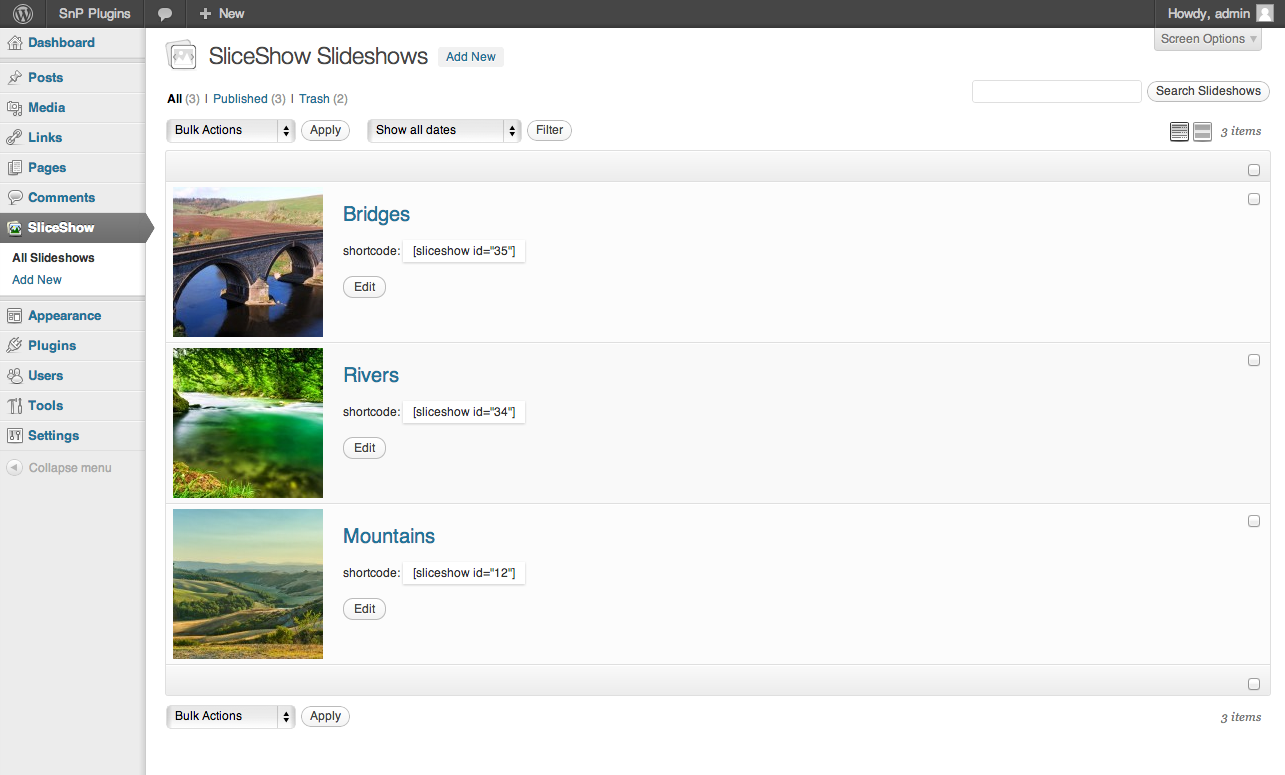 SnP Plugins
New
Howdy, admin
Screen Options
Dashboard
Posts
Media
Links
Pages
Comments
SliceShow
All Slideshows
Add New
Appearance
Plugins
Users
Tools
Settings
Collapse menu
SliceShow Slideshows Add New
All (3) | Published (3) | Trash (2)
Search Slideshows
Bulk Actions Apply Show all dates Filter 3 items
Bridges
shortcode: [sliceshow id="35"]
Edit
Rivers
shortcode: [sliceshow id="34"]
Edit
Mountains
shortcode: [sliceshow id="12"]
Edit
Bulk Actions Apply 3 items